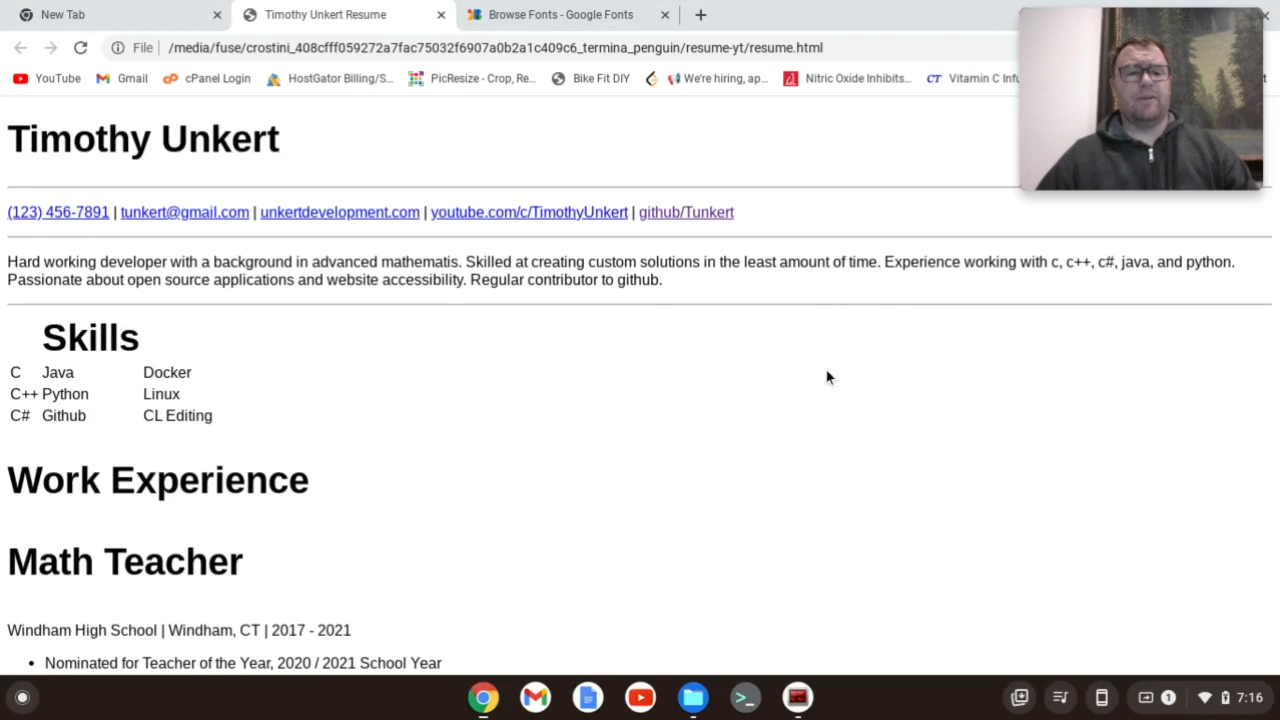 New Tab
Timothy Unkert Resume
Browse Fonts - Google Fonts
File
/media/fuse/crostini_408cfff059272a7fac75032f6907a0b2a1c409c6_termina_penguin/resume-yt/resume.html
YouTube
Gmail
cPanel Login
HostGator Billing/S...
PicResize - Crop, Re...
Bike Fit DIY
We're hiring, ap...
Nitric Oxide Inhibits...
Vitamin C Infu
Timothy Unkert
(123) 456-7891 | tunkert@gmail.com | unkertdevelopment.com | youtube.com/c/TimothyUnkert | github/Tunkert
Hard working developer with a background in advanced mathematis. Skilled at creating custom solutions in the least amount of time. Experience working with c, c++, c#, java, and python.
Passionate about open source applications and website accessibility. Regular contributor to github.
Skills
C Java Docker
C++ Python Linux
C# Github CL Editing
Work Experience
Math Teacher
Windham High School | Windham, CT | 2017 - 2021
• Nominated for Teacher of the Year, 2020 / 2021 School Year
1
7:16